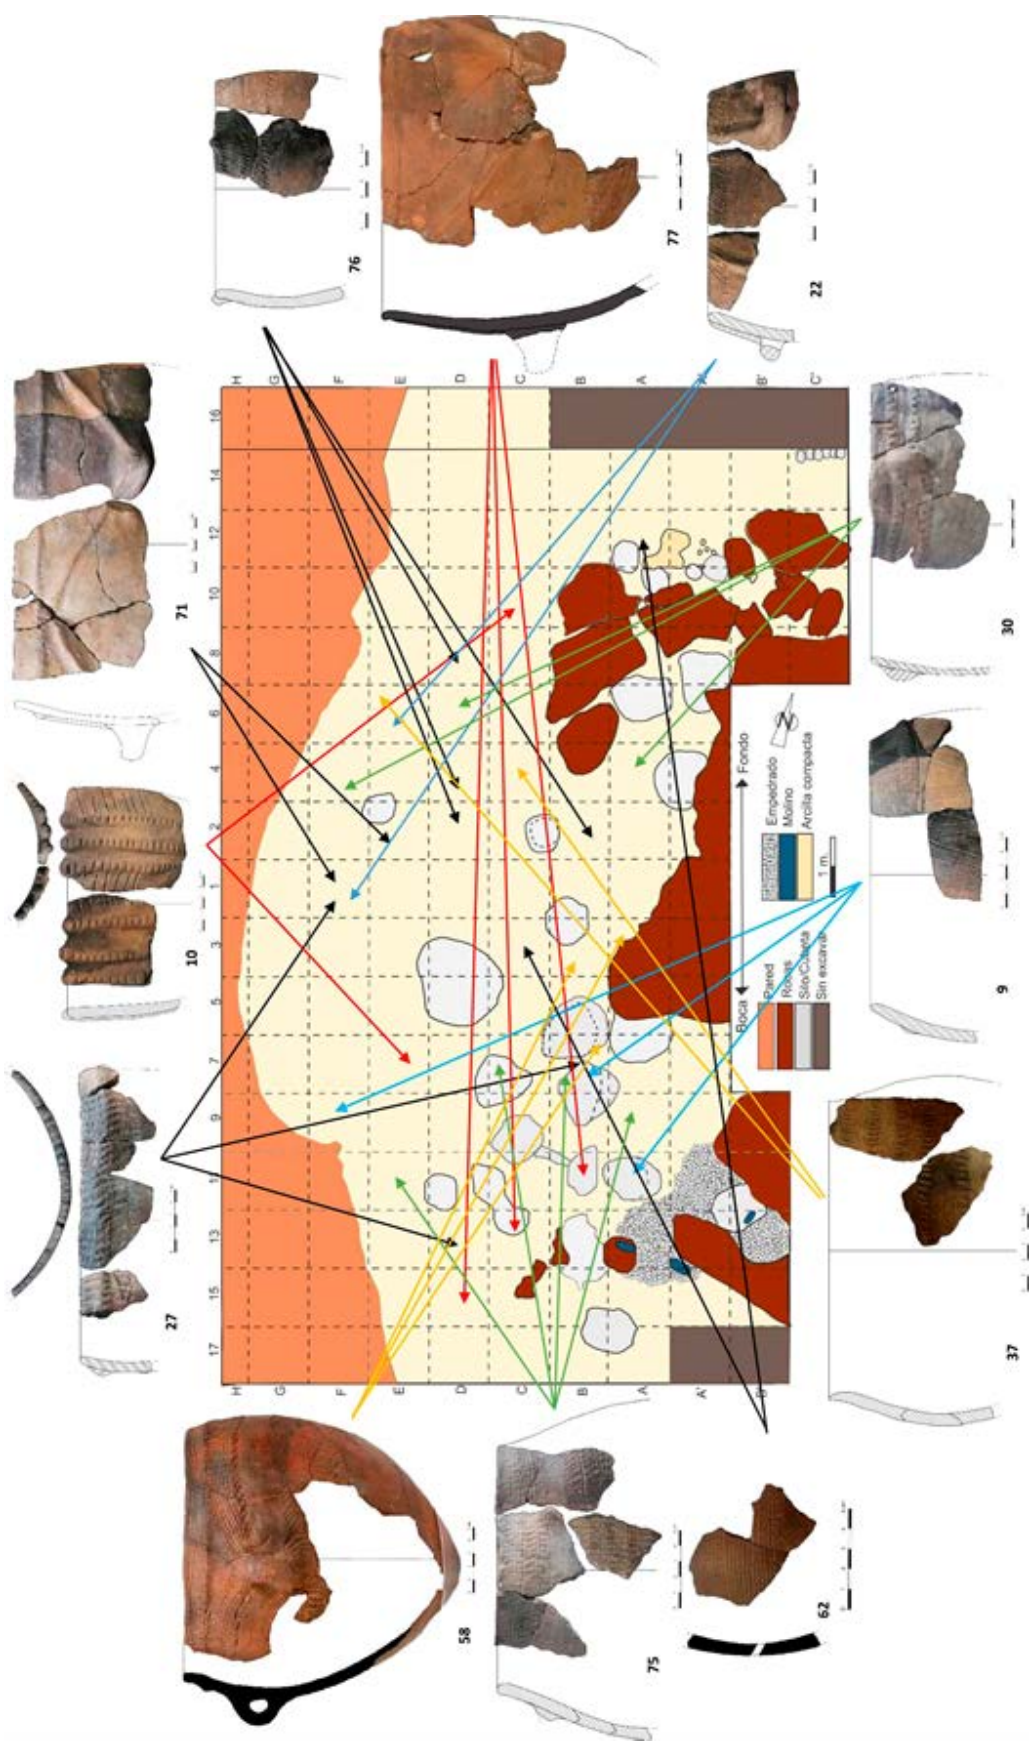 76
77
22
71
10
27
30
9
37
58
75
62
H
G
F
E
D
C
B
A
A'
B'
C'
16
14
12
10
8
6
4
2
1
3
5
7
9
11
13
15
17
H
G
F
E
D
C
B
A
A'
Boca
Fondo
Pared
Rocas
Silo/Cubeta
Sin excavar
Empedrado
Molino
Arcilla compacta
1 m.
N